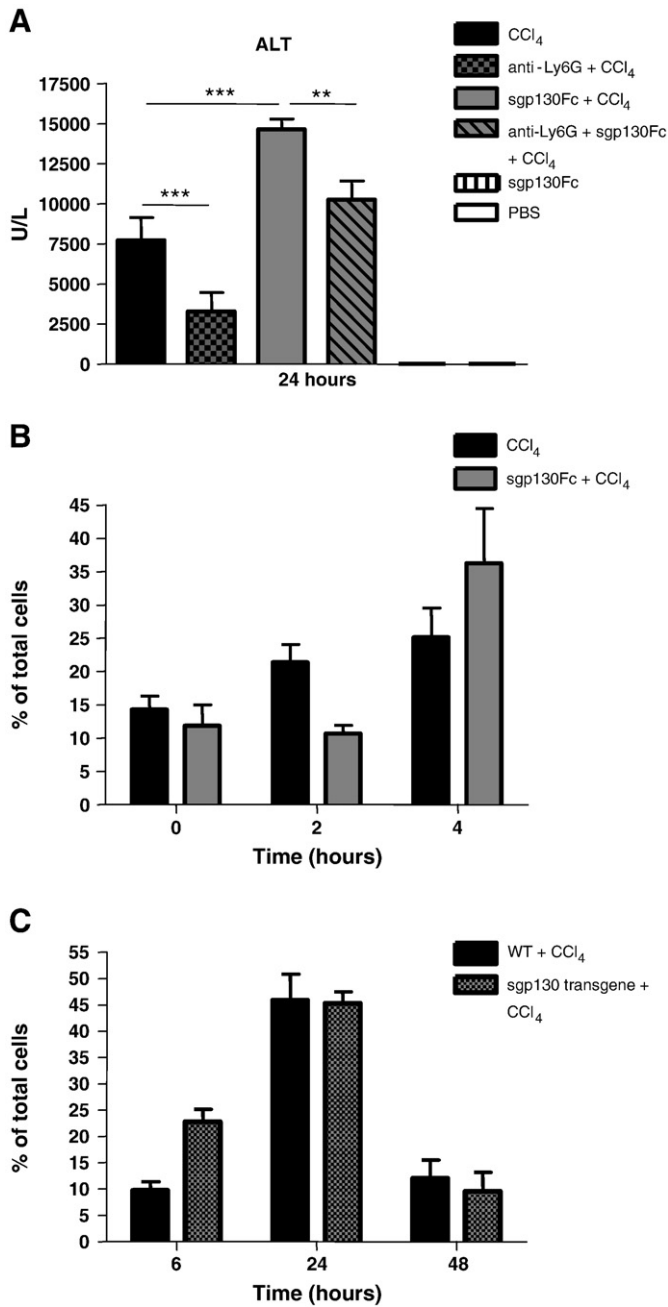 A
ALT
CCl4
anti-Ly6G + CCl4
sgp130Fc + CCl4
anti-Ly6G + sgp130Fc
+ CCl4
sgp130Fc
PBS
U/L
17500
15000
12500
10000
7500
5000
2500
0
***
**
***
24 hours
B
CCl4
sgp130Fc + CCl4
% of total cells
45
40
35
30
25
20
15
10
5
0
0 2 4
Time (hours)
C
WT + CCl4
sgp130 transgene +
CCl4
% of total cells
55
50
45
40
35
30
25
20
15
10
5
0
6 24 48
Time (hours)